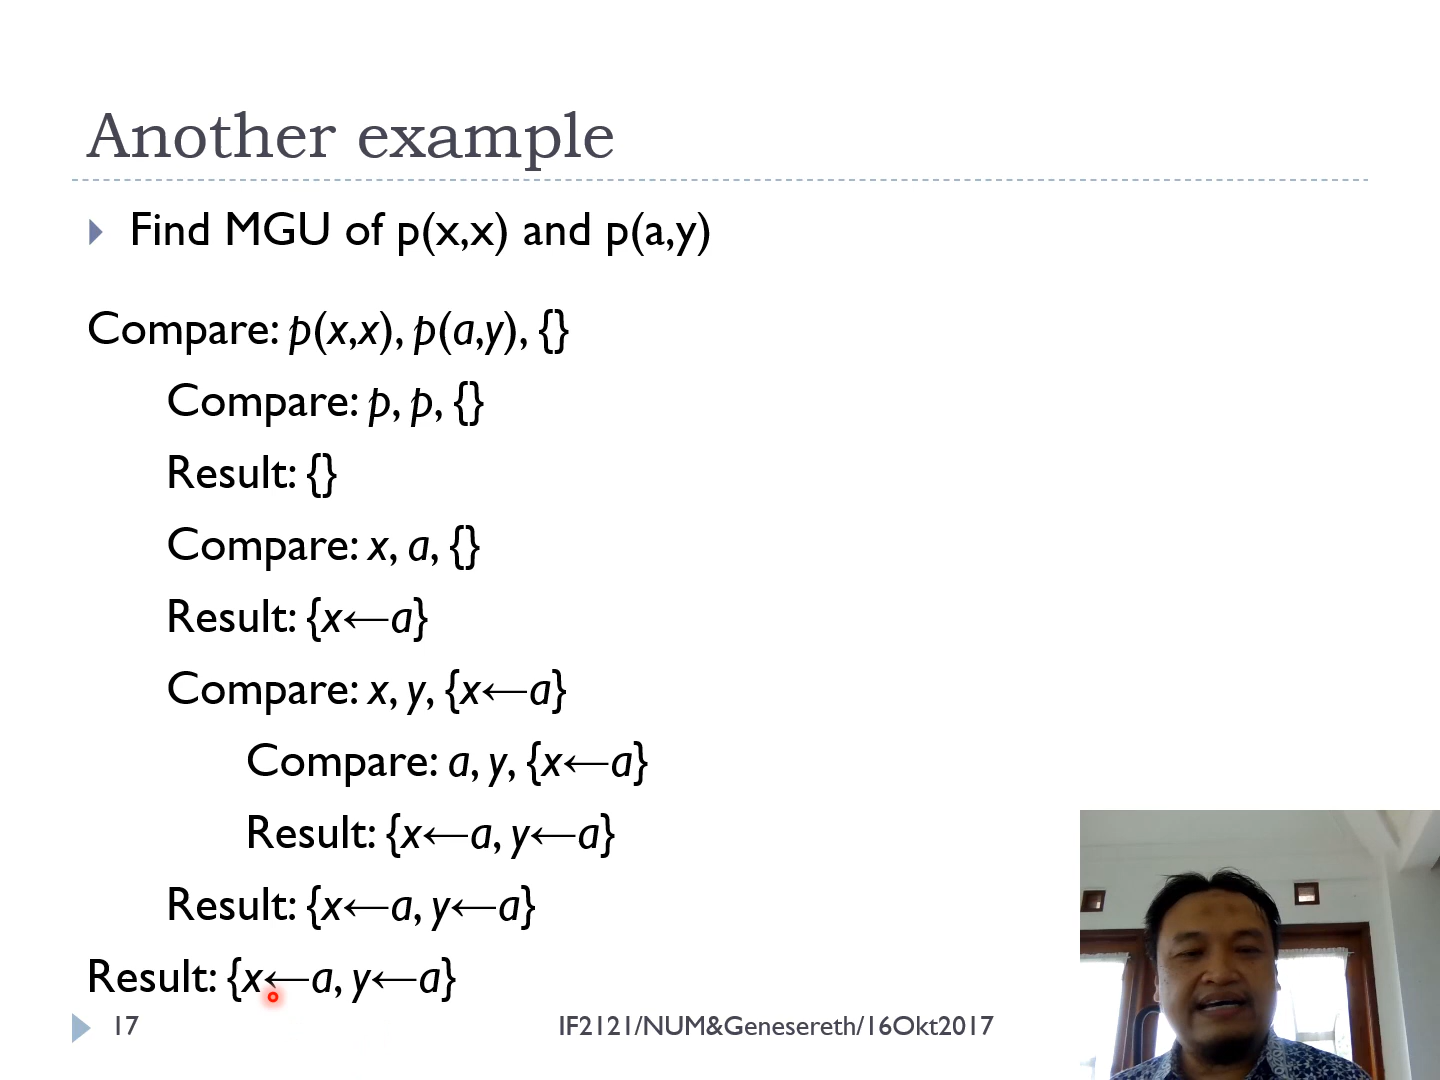 Another example
Find MGU of p(x,x) and p(a,y)
Compare: p(x,x), p(a,y), {}
Compare: p, p, {}
Result: {}
Compare: x, a, {}
Result: {x←a}
Compare: x, y, {x←a}
Compare: a, y, {x←a}
Result: {x←a, y←a}
Result: {x←a, y←a}
Result: {x←a, y←a}
17
IF2121/NUM&Genesereth/16Okt2017